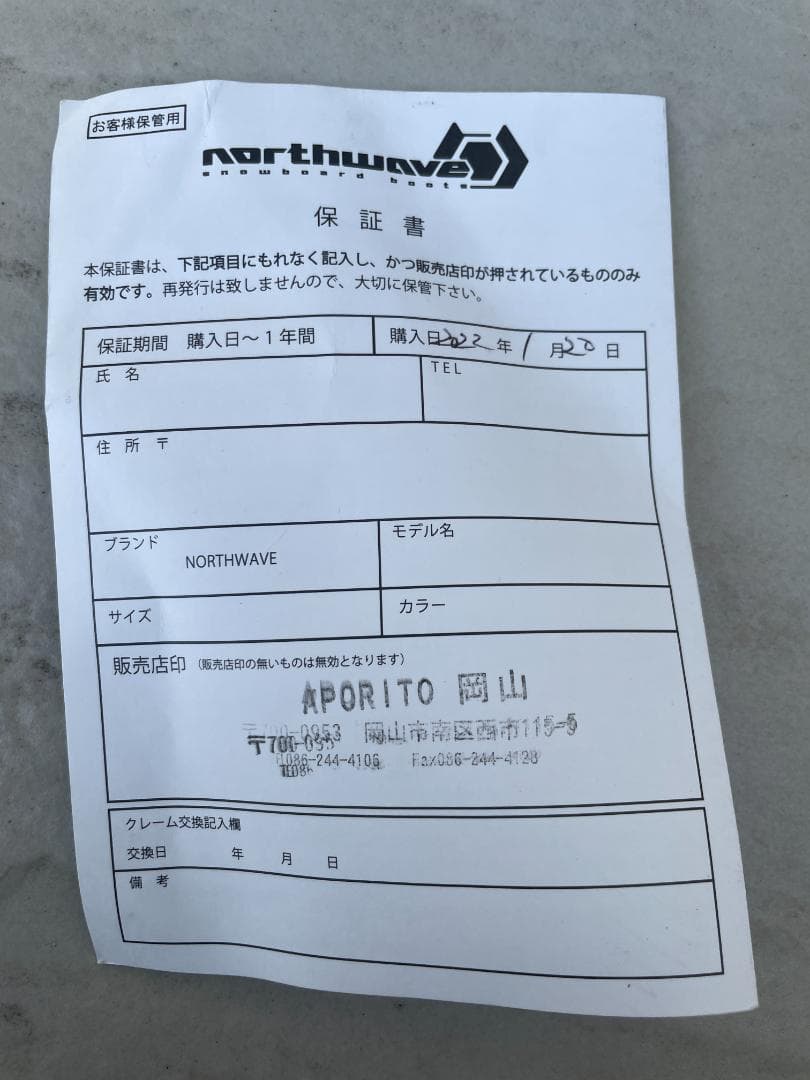 お客様保管用
northwave
snowboard boots
保証書
本保証書は、下記項目にもれなく記入し、かつ販売店印が押されているもののみ
有効です。再発行は致しませんので、大切に保管下さい。
保証期間 購入日～1年間
購入日2022年1月20日
氏名
TEL
住所 〒
ブランド
NORTHWAVE
モデル名
サイズ
カラー
販売店印（販売店印の無いものは無効となります）
APORITO 岡山
〒700-0953 岡山市南区西市115-5
〒700-095
TEL086-244-4106 Fax086-244-4128
TEL086
クレーム交換記入欄
交換日 年 月 日
備考